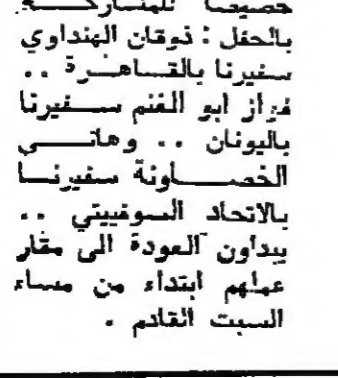 خصيصا للمشاركة
بالحفل : ذوقان الهنداوي
سفيرنا بالقاهرة ..
فواز ابو الغنم سفيرنا
باليونان .. وهاني
الخصاونة سفيرنا
بالاتحاد السوفييتي ..
يبداون العودة الى مقار
عملهم ابتداء من مساء
السبت القادم .